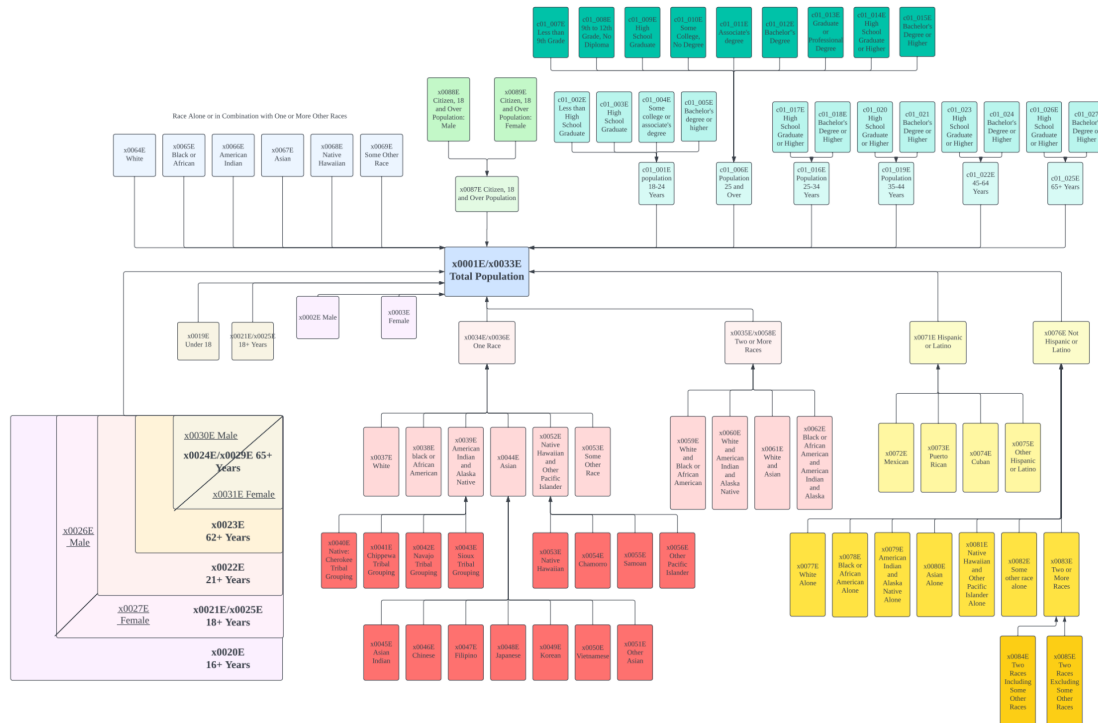 c01_007E
Less than
9th Grade
c01_008E
9th to 12th
Grade, No
Diploma
c01_009E
High
School
Graduate
c01_010E
Some
College,
No Degree
c01_011E
Associate's
degree
c01_012E
Bachelor's
Degree
c01_013E
Graduate
or
Professional
Degree
c01_014E
High
School
Graduate
or Higher
c01_015E
Bachelor's
Degree
or Higher
x0088E
Citizen, 18
and Over
Population:
Male
x0089E
Citizen, 18
and Over
Population:
Female
c01_002E
Less than
High
School
Graduate
c01_003E
High
School
Graduate
c01_004E
Some
college or
associate's
degree
c01_005E
Bachelor's
degree or
higher
c01_017E
High
School
Graduate
or Higher
c01_018E
Bachelor's
Degree or
Higher
c01_020
High
School
Graduate
or Higher
c01_021
Bachelor's
Degree or
Higher
c01_023
High
School
Graduate
or Higher
c01_024
Bachelor's
Degree or
Higher
c01_026E
High
School
Graduate
or Higher
c01_027
Bachelor's
Degree or
Higher
Race Alone or in Combination with One or More Other Races
x0064E
White
x0065E
Black or
African
x0066E
American
Indian
x0067E
Asian
x0068E
Native
Hawaiian
x0069E
Some Other
Race
x0087E Citizen, 18
and Over Population
c01_001E
population
18-24
Years
c01_006E
Population
25 and
Over
c01_016E
Population
25-34
Years
c01_019E
Population
35-44
Years
c01_022E
45-64
Years
c01_025E
65+ Years
x0001E/x0033E
Total Population
x0019E
Under 18
x0021E/x0025E
18+ Years
x0002E Male
x0003E
Female
x0034E/x0036E
One Race
x0035E/x0058E
Two or More
Races
x0071E Hispanic
or Latino
x0076E Not
Hispanic or
Latino
x0037E
White
x0038E
black or
African
American
x0039E
American
Indian and
Alaska
Native
x0044E
Asian
x0052E
Native
Hawaiian
and Other
Pacific
Islander
x0053E
Some
Other
Race
x0059E
White and
Black or
African
American
x0060E
White and
American
Indian and
Alaska
Native
x0061E
White and
Asian
x0062E
Black or
African
American
and
American
Indian and
Alaska
x0072E
Mexican
x0073E
Puerto
Rican
x0074E
Cuban
x0075E
Other
Hispanic
or Latino
x0030E Male
x0024E/x0029E 65+
Years
x0031E Female
x0023E
62+ Years
x0026E
Male
x0022E
21+ Years
x0027E
Female
x0021E/x0025E
18+ Years
x0020E
16+ Years
x0040E
Native:
Cherokee
Tribal
Grouping
x0041E
Chippewa
Tribal
Grouping
x0042E
Navajo
Tribal
Grouping
x0043E
Sioux
Tribal
Grouping
x0053E
Native
Hawaiian
x0054E
Chamorro
x0055E
Samoan
x0056E
Other
Pacific
Islander
x0077E
White
Alone
x0078E
Black or
African
American
Alone
x0079E
American
Indian
and
Alaska
Native
Alone
x0080E
Asian
Alone
x0081E
Native
Hawaiian
and
Other
Pacific
Islander
Alone
x0082E
Some
other race
alone
x0083E
Two or
More
Races
x0045E
Asian
Indian
x0046E
Chinese
x0047E
Filipino
x0048E
Japanese
x0049E
Korean
x0050E
Vietnamese
x0051E
Other
Asian
x0084E
Two
Races
Including
Some
Other
Races
x0085E
Two
Races
Excluding
Some
Other
Races